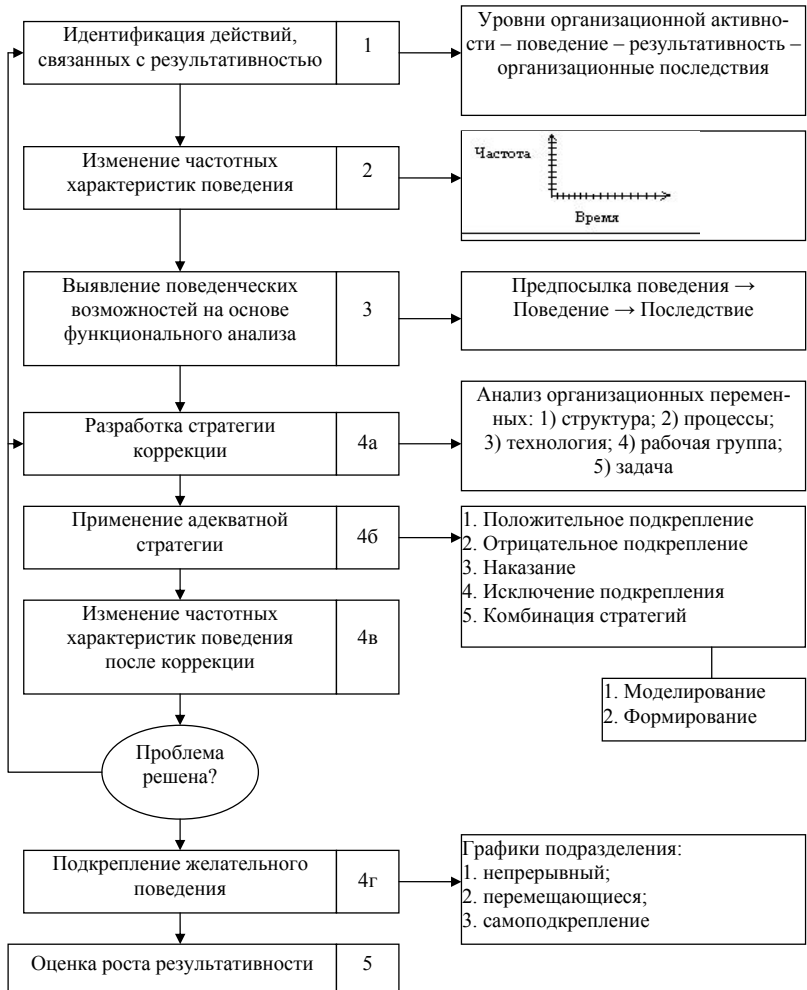 Идентификация действий,
связанных с результативностью
1
Уровни организационной активно-
сти – поведение – результативность –
организационные последствия
Изменение частотных
характеристик поведения
2
Частота
Время
Выявление поведенческих
возможностей на основе
функционального анализа
3
Предпосылка поведения →
Поведение → Последствие
Разработка стратегии
коррекции
4а
Анализ организационных перемен-
ных: 1) структура; 2) процессы;
3) технология; 4) рабочая группа;
5) задача
Применение адекватной
стратегии
4б
1. Положительное подкрепление
2. Отрицательное подкрепление
3. Наказание
4. Исключение подкрепления
5. Комбинация стратегий
Изменение частотных
характеристик поведения
после коррекции
4в
1. Моделирование
2. Формирование
Проблема
решена?
Подкрепление желательного
поведения
4г
Графики подразделения:
1. непрерывный;
2. перемещающиеся;
3. самоподкрепление
Оценка роста результативности
5